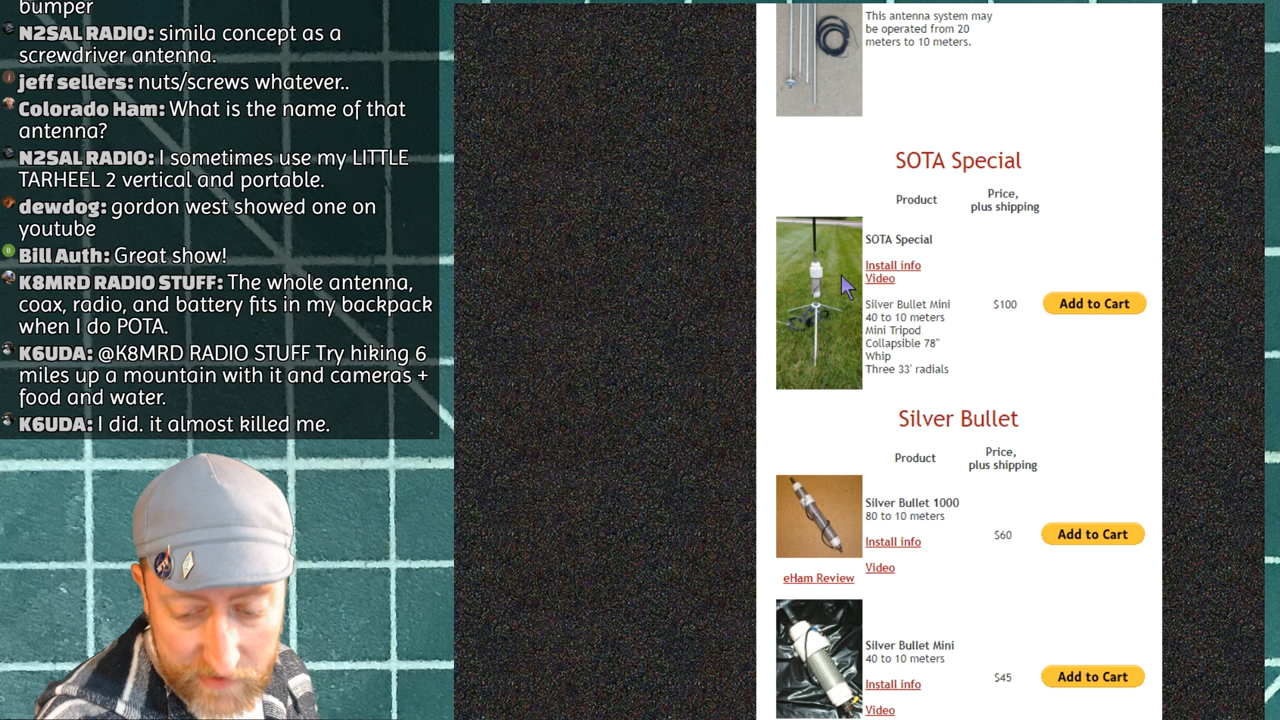 bumper
N2SAL RADIO: simila concept as a
screwdriver antenna.
jeff sellers: nuts/screws whatever..
Colorado Ham: What is the name of that
antenna?
N2SAL RADIO: I sometimes use my LITTLE
TARHEEL 2 vertical and portable.
dewdog: gordon west showed one on
youtube
Bill Auth: Great show!
K8MRD RADIO STUFF: The whole antenna,
coax, radio, and battery fits in my backpack
when I do POTA.
K6UDA: @K8MRD RADIO STUFF Try hiking 6
miles up a mountain with it and cameras +
food and water.
K6UDA: I did. it almost killed me.
This antenna system may
be operated from 20
meters to 10 meters.
SOTA Special
Product
Price,
plus shipping
SOTA Special
Install info
Video
Silver Bullet Mini
40 to 10 meters
Mini Tripod
Collapsible 78"
Whip
Three 33' radials
$100
Add to Cart
Silver Bullet
Product
Price,
plus shipping
Silver Bullet 1000
80 to 10 meters
Install info
Video
eHam Review
$60
Add to Cart
Silver Bullet Mini
40 to 10 meters
Install info
Video
$45
Add to Cart